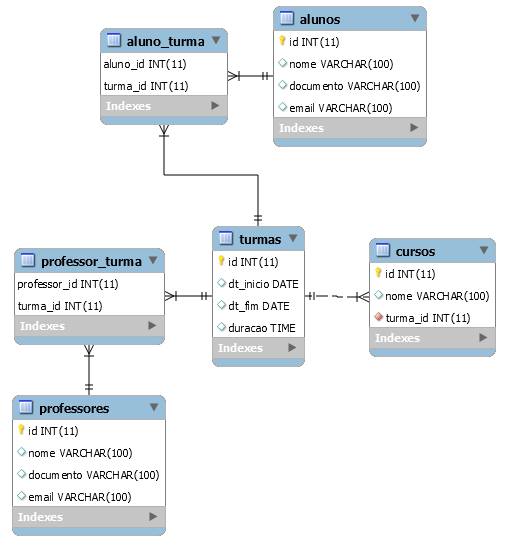 alunos
id INT(11)
nome VARCHAR(100)
documento VARCHAR(100)
email VARCHAR(100)
Indexes
aluno_turma
aluno_id INT(11)
turma_id INT(11)
Indexes
turmas
id INT(11)
dt_inicio DATE
dt_fim DATE
duracao TIME
Indexes
cursos
id INT(11)
nome VARCHAR(100)
turma_id INT(11)
Indexes
professor_turma
professor_id INT(11)
turma_id INT(11)
Indexes
professores
id INT(11)
nome VARCHAR(100)
documento VARCHAR(100)
email VARCHAR(100)
Indexes